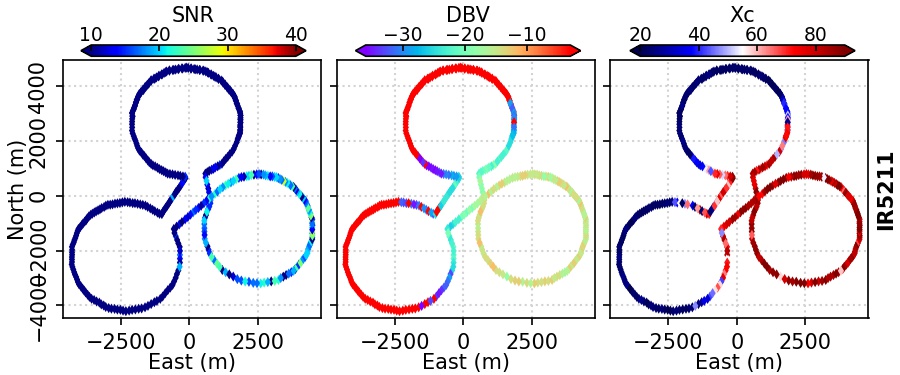 SNR DBV Xc
10 20 30 40 −30 −20 −10 20 40 60 80
4000
2000
0
−2000
−4000
North (m)
IR5211
−2500 0 2500 −2500 0 2500 −2500 0 2500
East (m) East (m) East (m)